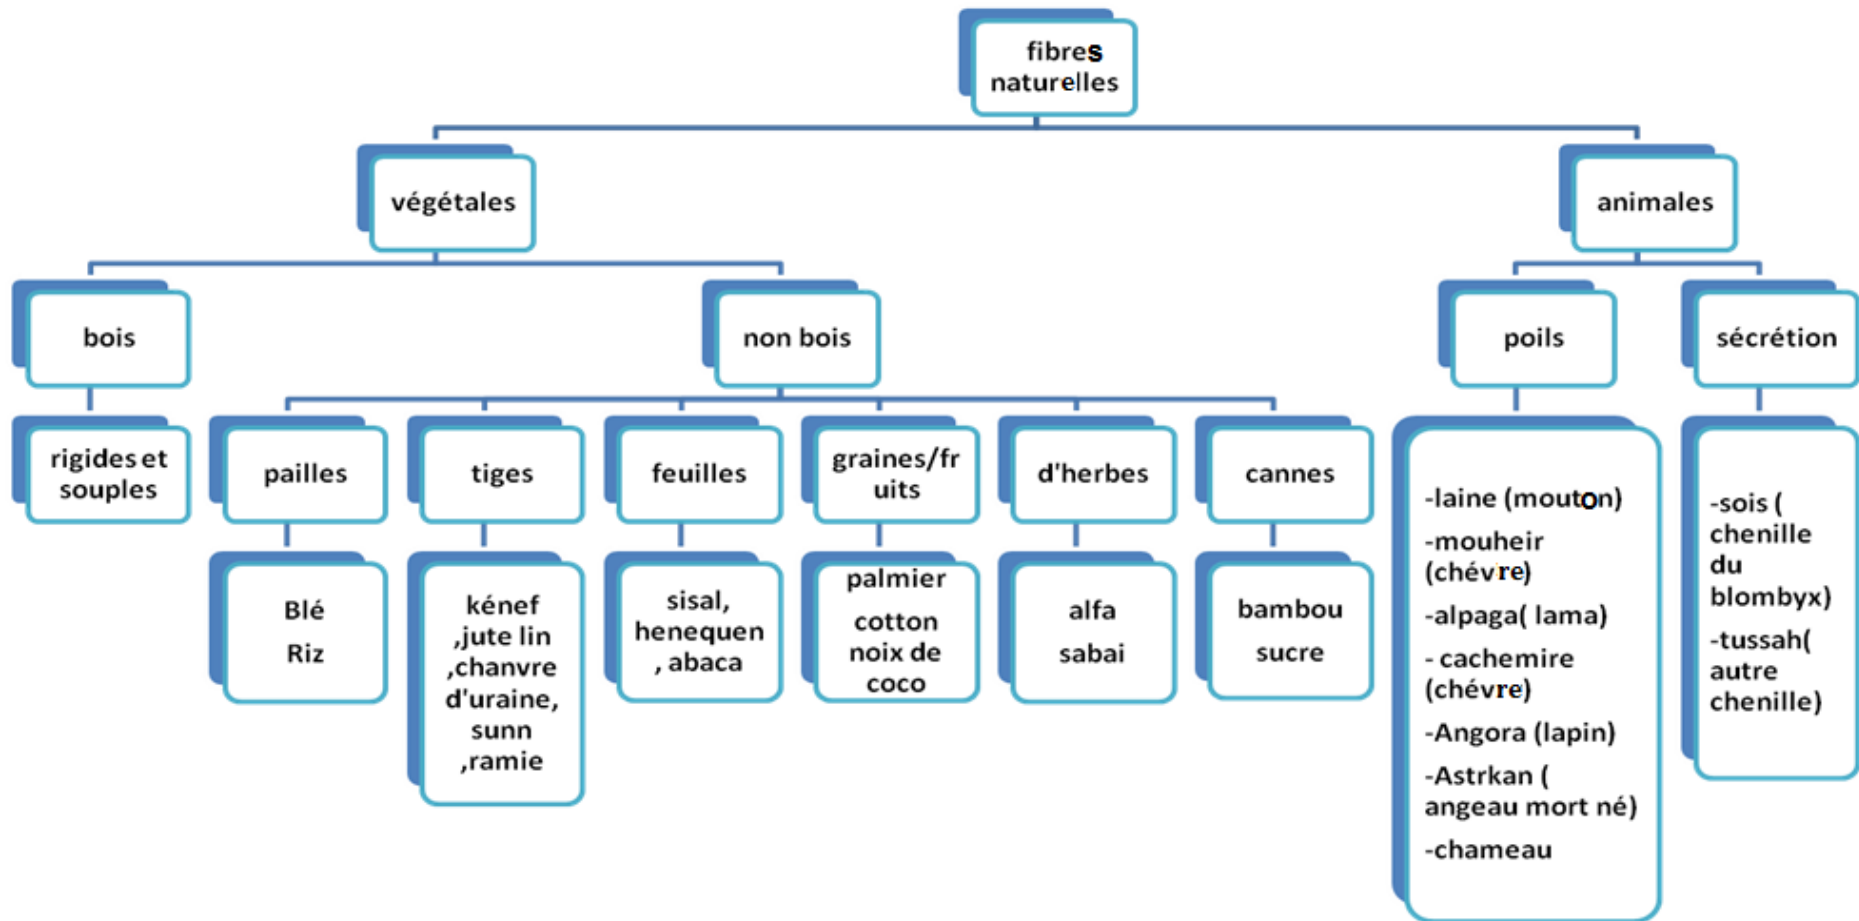 fibres
naturelles
végétales
animales
bois
non bois
poils
sécrétion
rigides et
souples
pailles
tiges
feuilles
graines/fr
uits
d'herbes
cannes
Blé
Riz
kénef
,jute lin
,chanvre
d'uraine,
sunn
,ramie
sisal,
henequen
, abaca
palmier
cotton
noix de
coco
alfa
sabai
bambou
sucre
-laine (mouton)
-mouheir
(chévre)
-alpaga( lama)
- cachemire
(chévre)
-Angora (lapin)
-Astrkan (
angeau mort né)
-chameau
-sois (
chenille
du
blombyx)
-tussah(
autre
chenille)